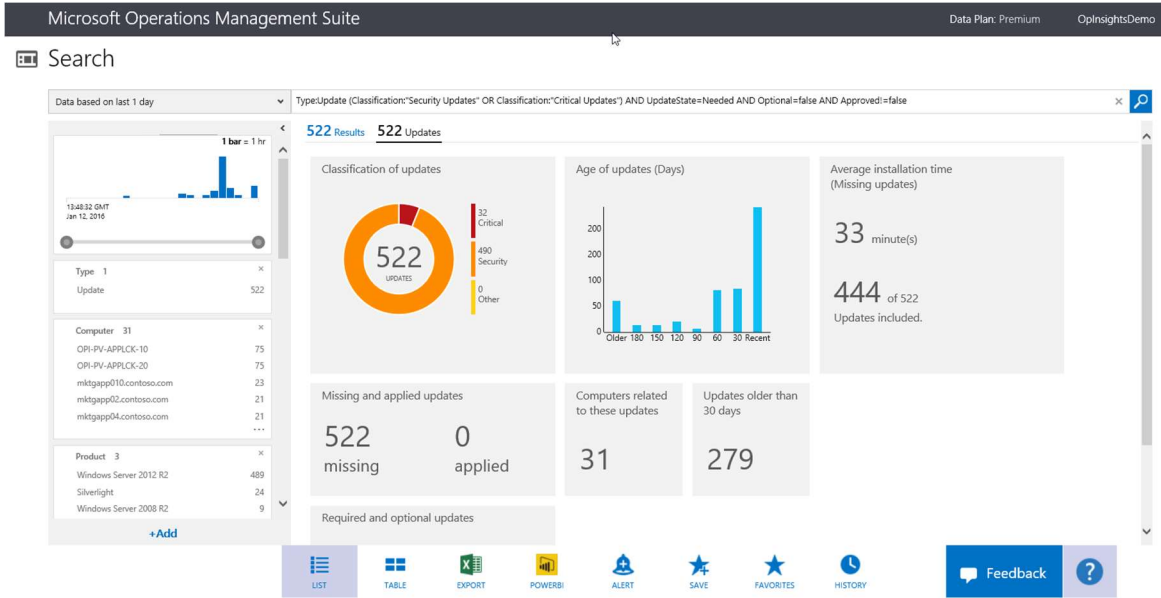 Microsoft Operations Management Suite
Data Plan: Premium
OpInsightsDemo
Search
Data based on last 1 day
Type:Update (Classification:"Security Updates" OR Classification:"Critical Updates") AND UpdateState=Needed AND Optional=false AND Approved!=false
1 bar = 1 hr
13:48:32 GMT
Jan 12, 2016
Type 1
Update 522
Computer 31
OPI-PV-APPLCK-10 75
OPI-PV-APPLCK-20 75
mktgapp010.contoso.com 23
mktgapp02.contoso.com 21
mktgapp04.contoso.com 21
...
Product 3
Windows Server 2012 R2 489
Silverlight 24
Windows Server 2008 R2 9
+Add
522 Results 522 Updates
Classification of updates
522
UPDATES
32
Critical
490
Security
0
Other
Age of updates (Days)
200
200
100
50
0
Older 180 150 120 90 60 30 Recent
Average installation time
(Missing updates)
33 minute(s)
444 of 522
Updates included.
Missing and applied updates
522 0
missing applied
Computers related
to these updates
31
Updates older than
30 days
279
Required and optional updates
LIST
TABLE
EXPORT
POWERBI
ALERT
SAVE
FAVORITES
HISTORY
Feedback
?